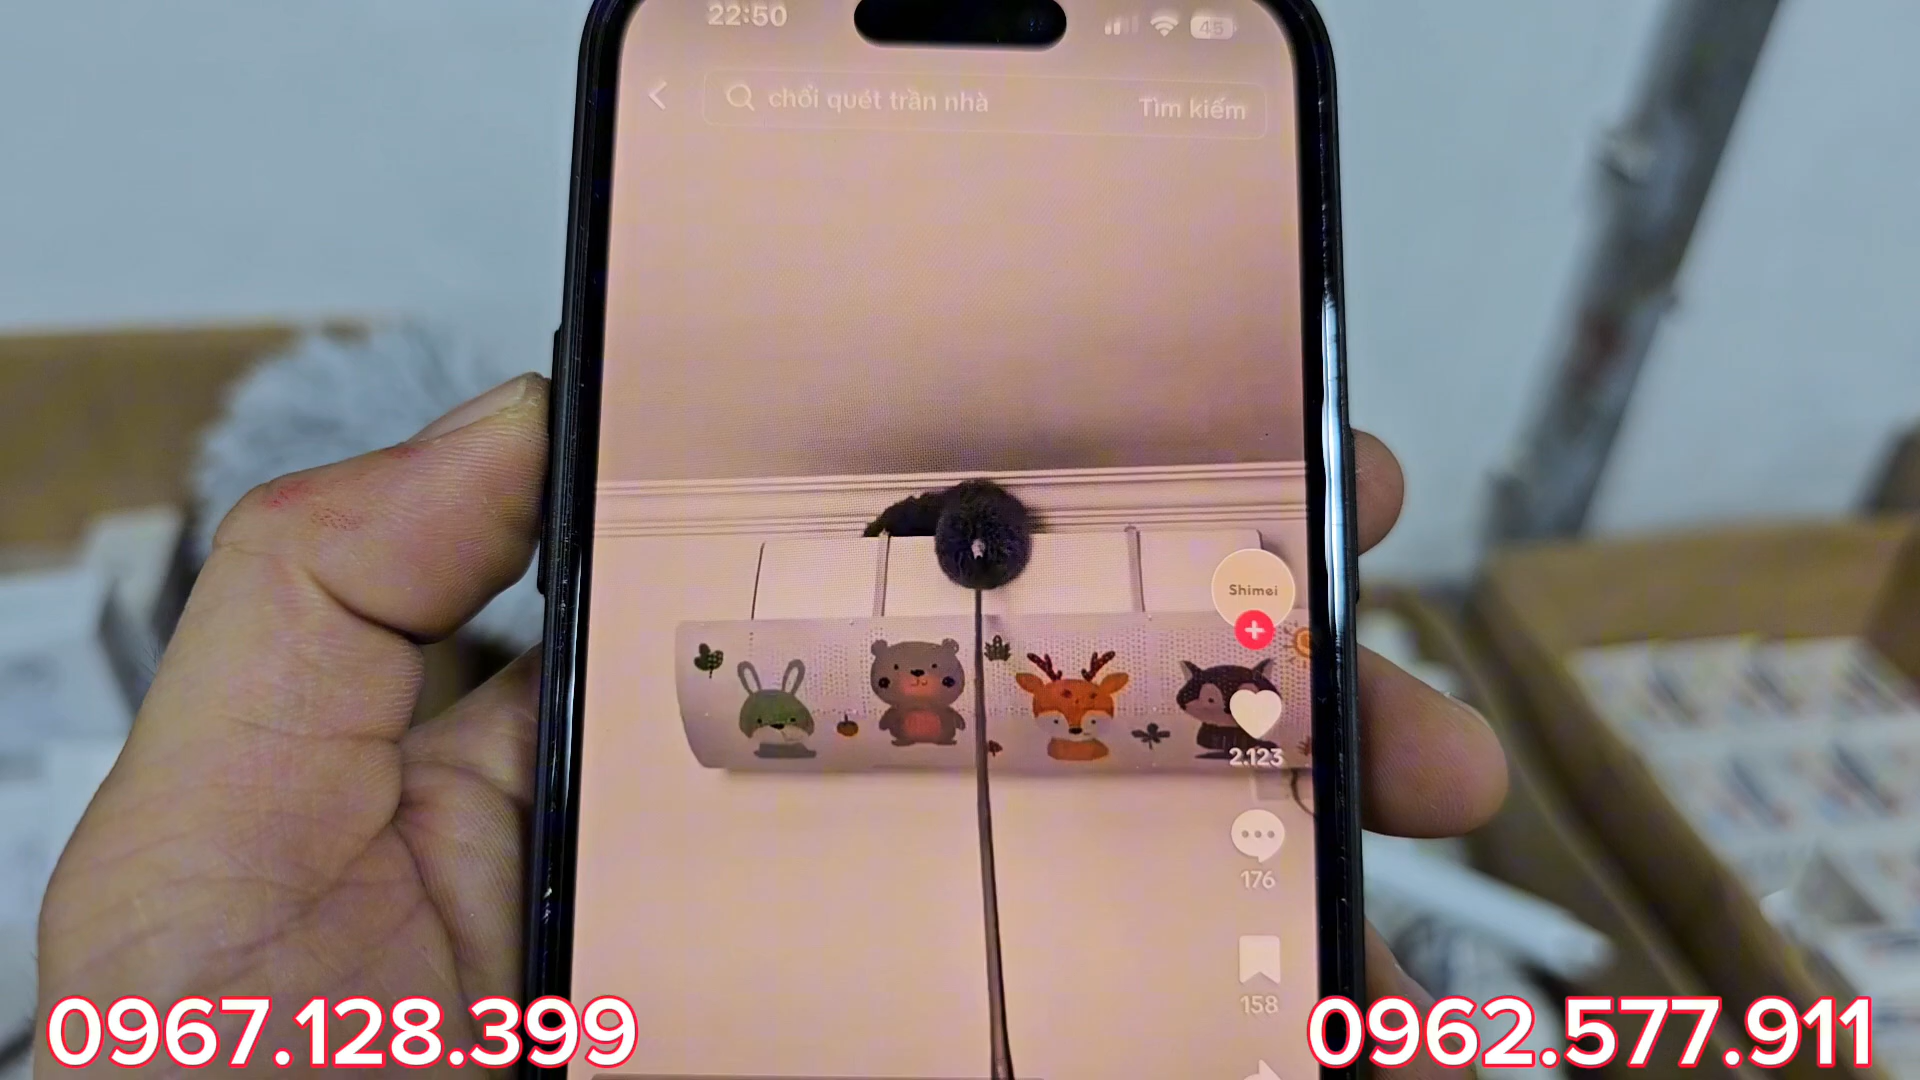 22:50
45
chổi quét trần nhà
Tìm kiếm
Shimei
2.123
176
158
0967.128.399
0962.577.911